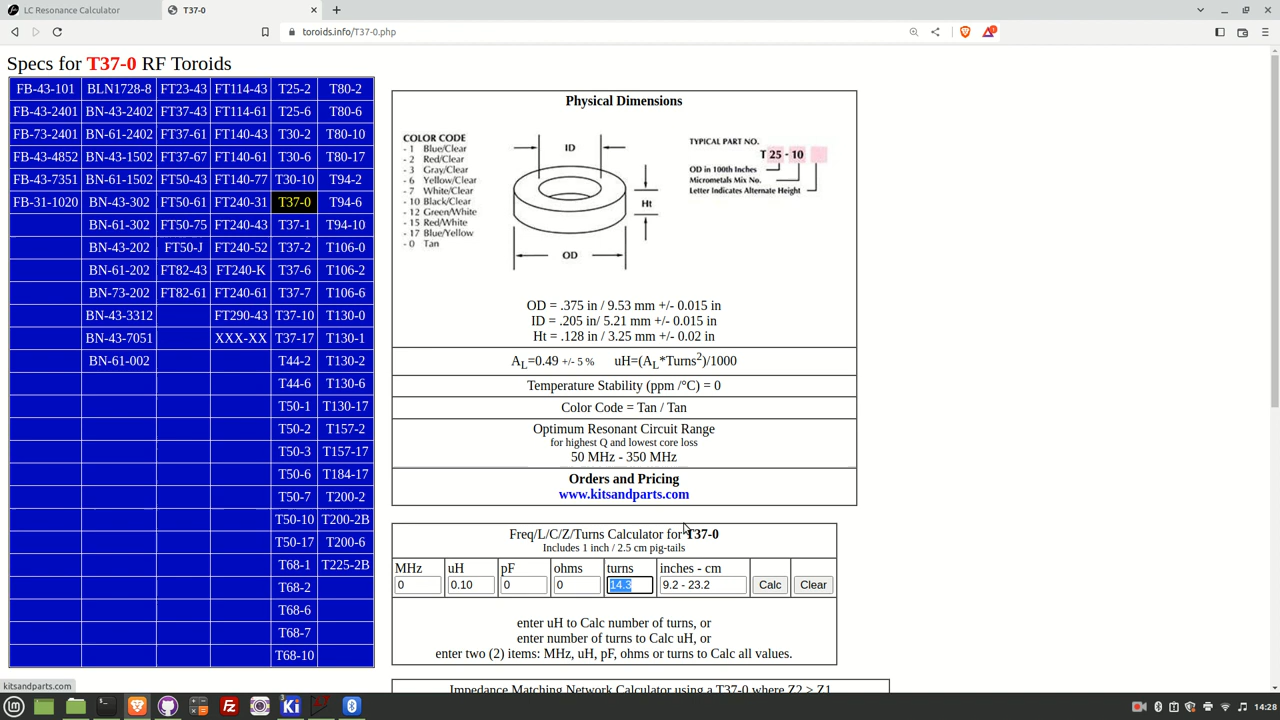 LC Resonance Calculator
T37-0
toroids.info/T37-0.php
Specs for T37-0 RF Toroids
FB-43-101 BLN1728-8 FT23-43 FT114-43 T25-2 T80-2
FB-43-2401 BN-43-2402 FT37-43 FT114-61 T25-6 T80-6
FB-73-2401 BN-61-2402 FT37-61 FT140-43 T30-2 T80-10
FB-43-4852 BN-43-1502 FT37-67 FT140-61 T30-6 T80-17
FB-43-7351 BN-61-1502 FT50-43 FT140-77 T30-10 T94-2
FB-31-1020 BN-43-302 FT50-61 FT240-31 T37-0 T94-6
BN-61-302 FT50-75 FT240-43 T37-1 T94-10
BN-43-202 FT50-J FT240-52 T37-2 T106-0
BN-61-202 FT82-43 FT240-K T37-6 T106-2
BN-73-202 FT82-61 FT240-61 T37-7 T106-6
BN-43-3312 FT290-43 T37-10 T130-0
BN-43-7051 XXX-XX T37-17 T130-1
BN-61-002 T44-2 T130-2
T44-6 T130-6
T50-1 T130-17
T50-2 T157-2
T50-3 T157-17
T50-6 T184-17
T50-7 T200-2
T50-10 T200-2B
T50-17 T200-6
T68-1 T225-2B
T68-2
T68-6
T68-7
T68-10
Physical Dimensions
COLOR CODE
- 1 Blue/Clear
- 2 Red/Clear
- 3 Gray/Clear
- 6 Yellow/Clear
- 7 White/Clear
- 10 Black/Clear
- 12 Green/White
- 15 Red/White
- 17 Blue/Yellow
- 0 Tan
ID
Ht
OD
TYPICAL PART NO.
T 25 - 10
OD in 100th Inches
Micrometals Mix No.
Letter Indicates Alternate Height
OD = .375 in / 9.53 mm +/- 0.015 in
ID = .205 in/ 5.21 mm +/- 0.015 in
Ht = .128 in / 3.25 mm +/- 0.02 in
AL=0.49 +/- 5 % uH=(AL*Turns2)/1000
Temperature Stability (ppm /°C) = 0
Color Code = Tan / Tan
Optimum Resonant Circuit Range
for highest Q and lowest core loss
50 MHz - 350 MHz
Orders and Pricing
www.kitsandparts.com
Freq/L/C/Z/Turns Calculator for T37-0
Includes 1 inch / 2.5 cm pig-tails
MHz uH pF ohms turns inches - cm
0 0.10 0 0 14.3 9.2 - 23.2 Calc Clear
enter uH to Calc number of turns, or
enter number of turns to Calc uH, or
enter two (2) items: MHz, uH, pF, ohms or turns to Calc all values.
Impedance Matching Network Calculator using a T37-0 where Z2 > Z1
kitsandparts.com
14:28